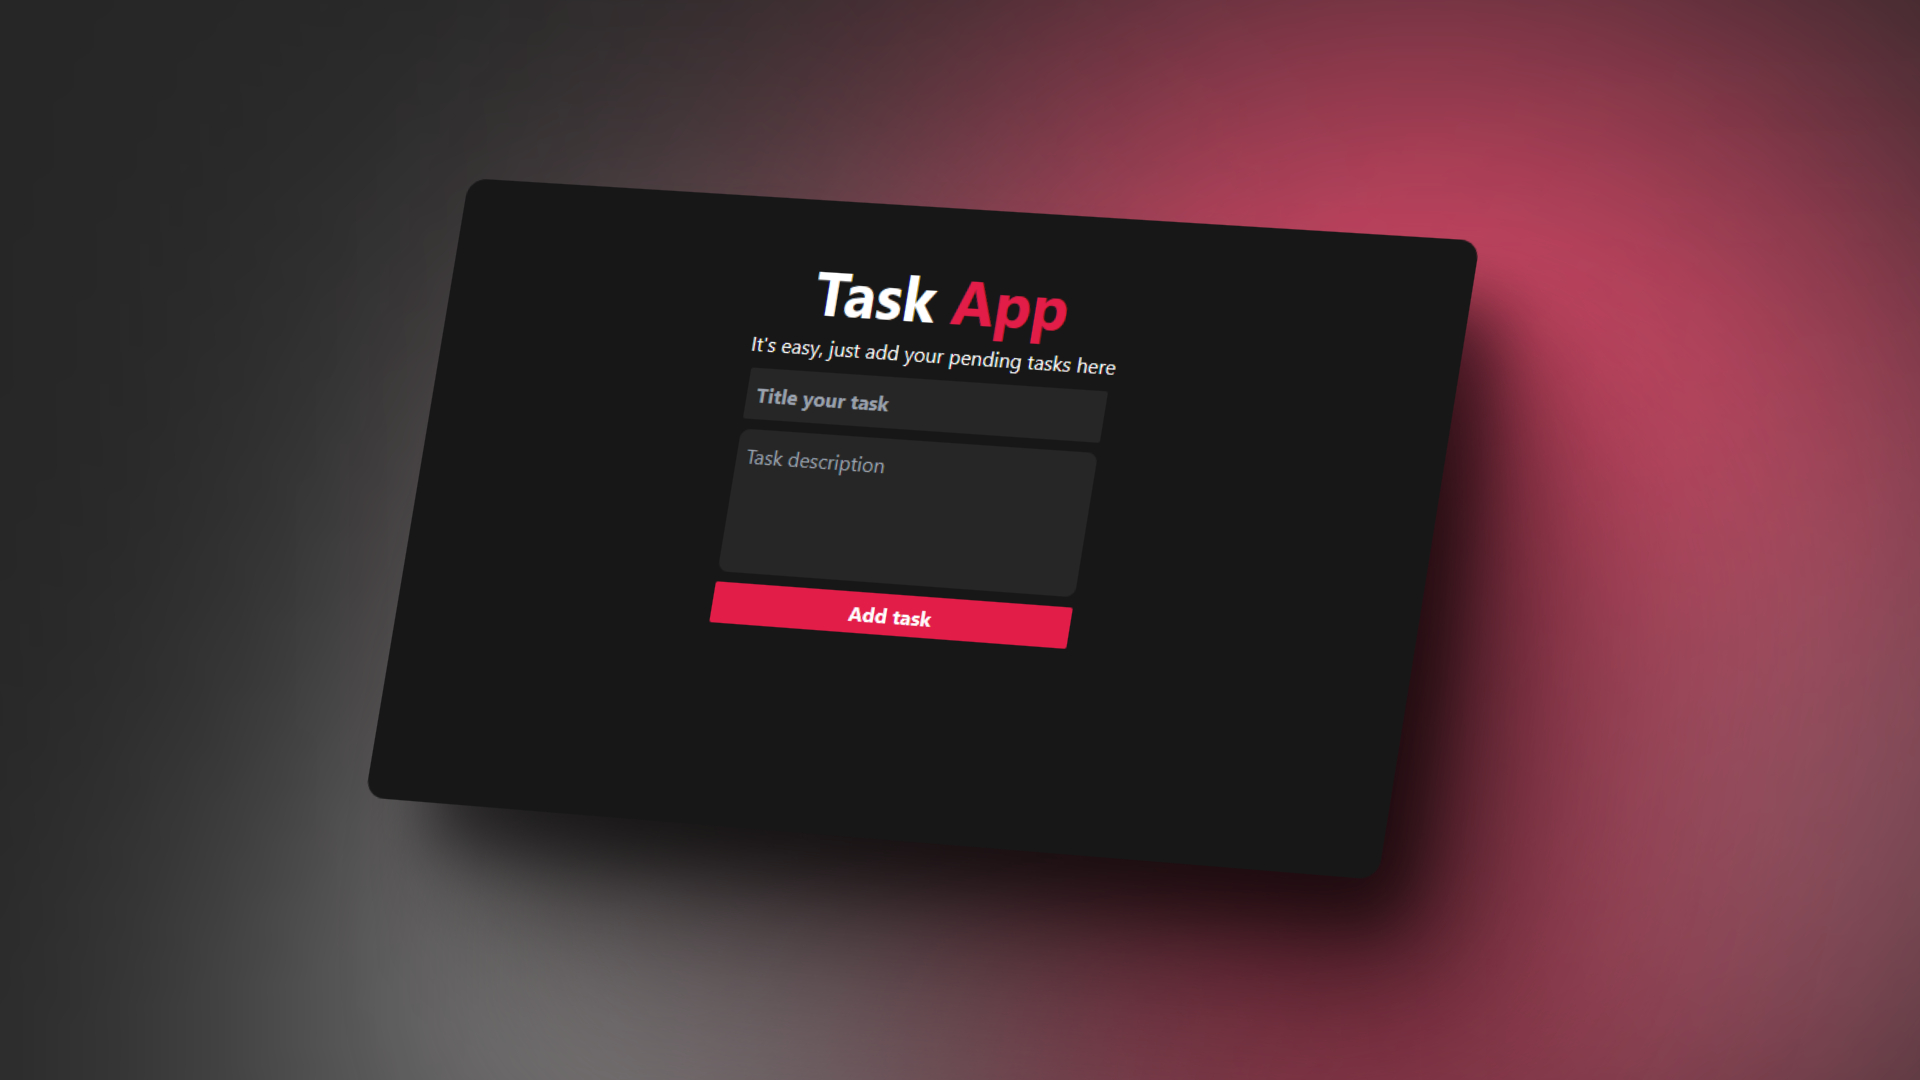 Task App
It's easy, just add your pending tasks here
Title your task
Task description
Add task